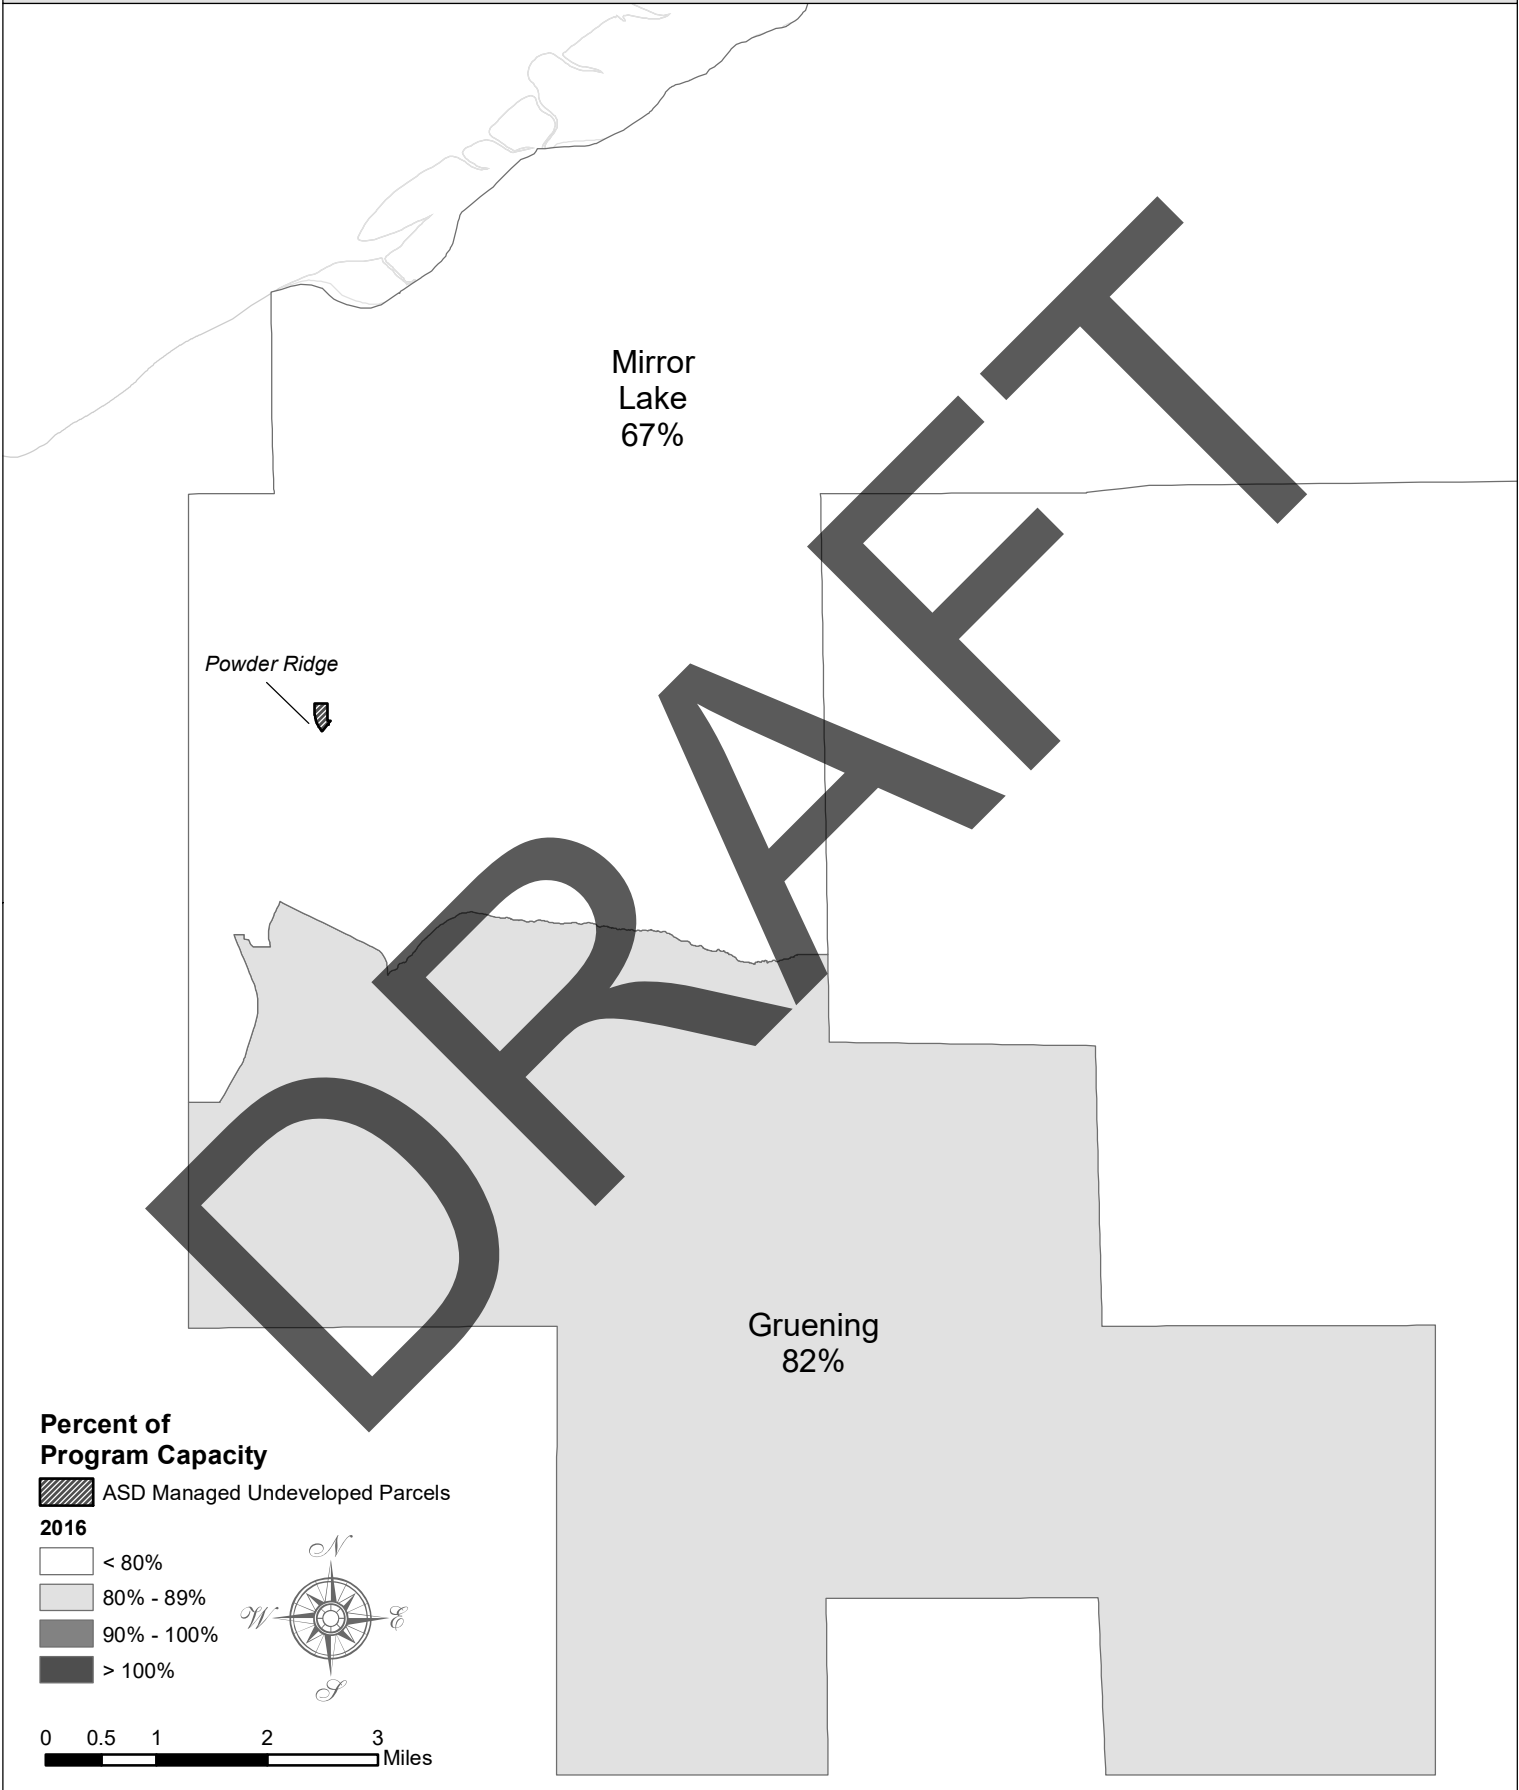 Mirror
Lake
67%
Powder Ridge
DRAFT
Gruening
82%
Percent of
Program Capacity
ASD Managed Undeveloped Parcels
2016
< 80%
80% - 89%
90% - 100%
> 100%
N
W
E
S
0 0.5 1 2 3
Miles